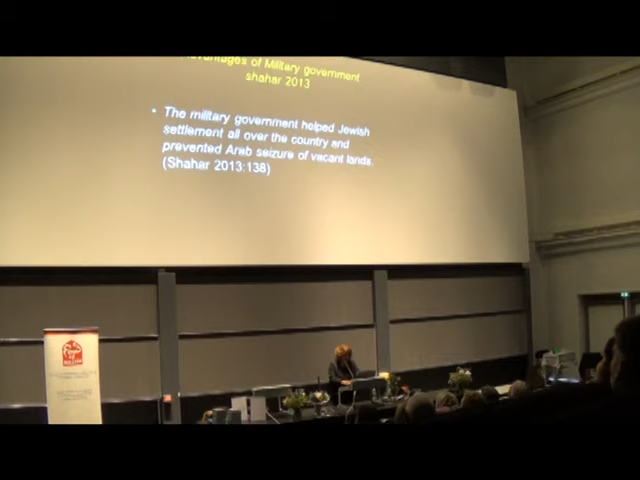 of Military government
shahar 2013
• The military government helped Jewish
settlement all over the country and
prevented Arab seizure of vacant lands.
(Shahar 2013:138)